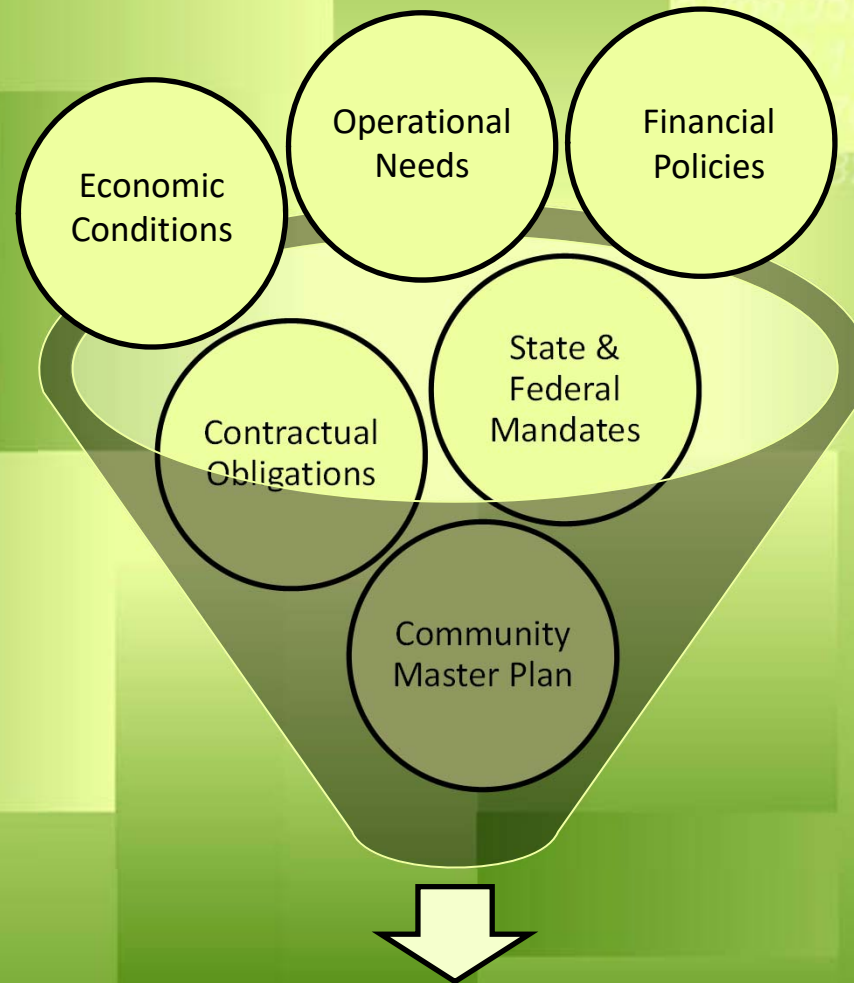 Economic
Conditions
Operational
Needs
Financial
Policies
Contractual
Obligations
State &
Federal
Mandates
Community
Master Plan